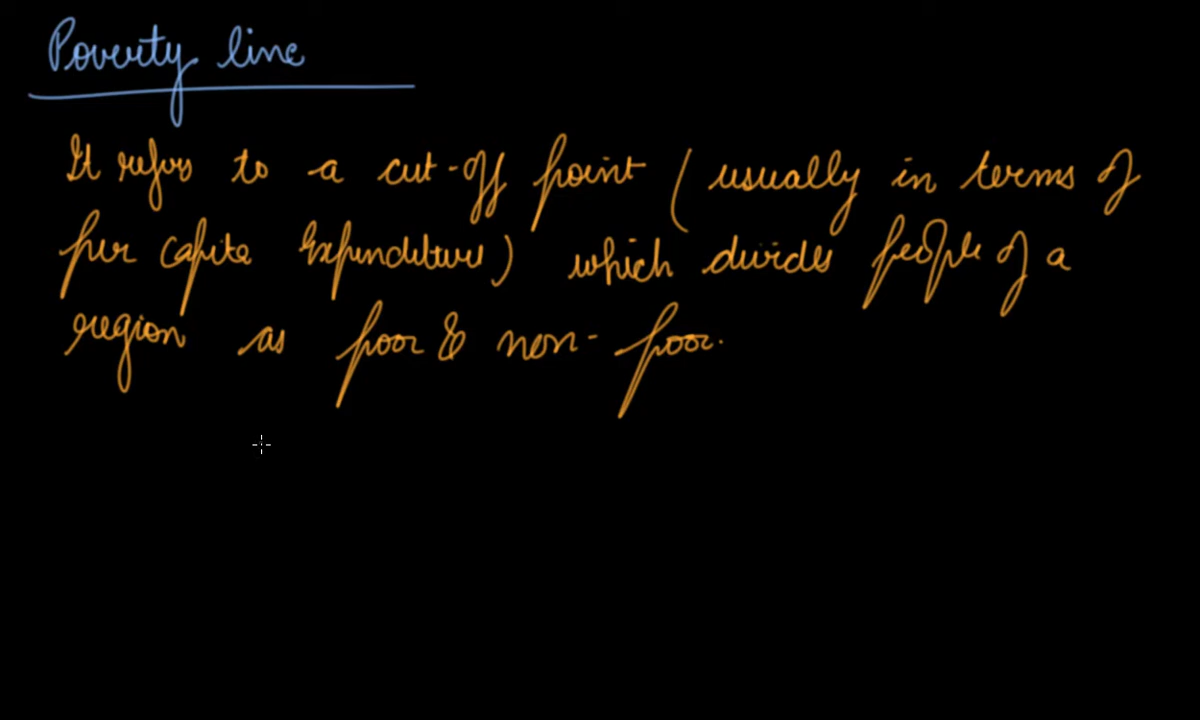 Poverty line
It refers to a cut-off point (usually in terms of
per capita Expenditure) which divides people of a
region as poor & non-poor.